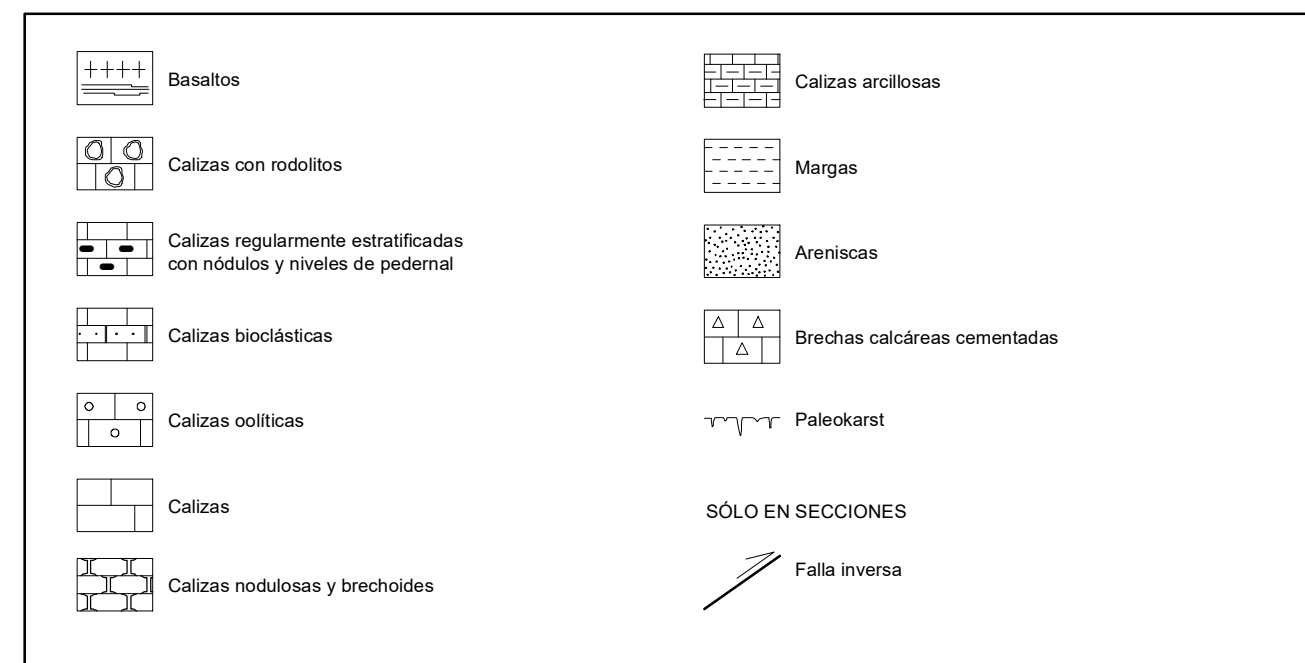 Basaltos
Calizas con rodolitos
Calizas regularmente estratificadas
con nódulos y niveles de pedernal
Calizas bioclásticas
Calizas oolíticas
Calizas
Calizas nodulosas y brechoides
Calizas arcillosas
Margas
Areniscas
Brechas calcáreas cementadas
Paleokarst
SÓLO EN SECCIONES
Falla inversa